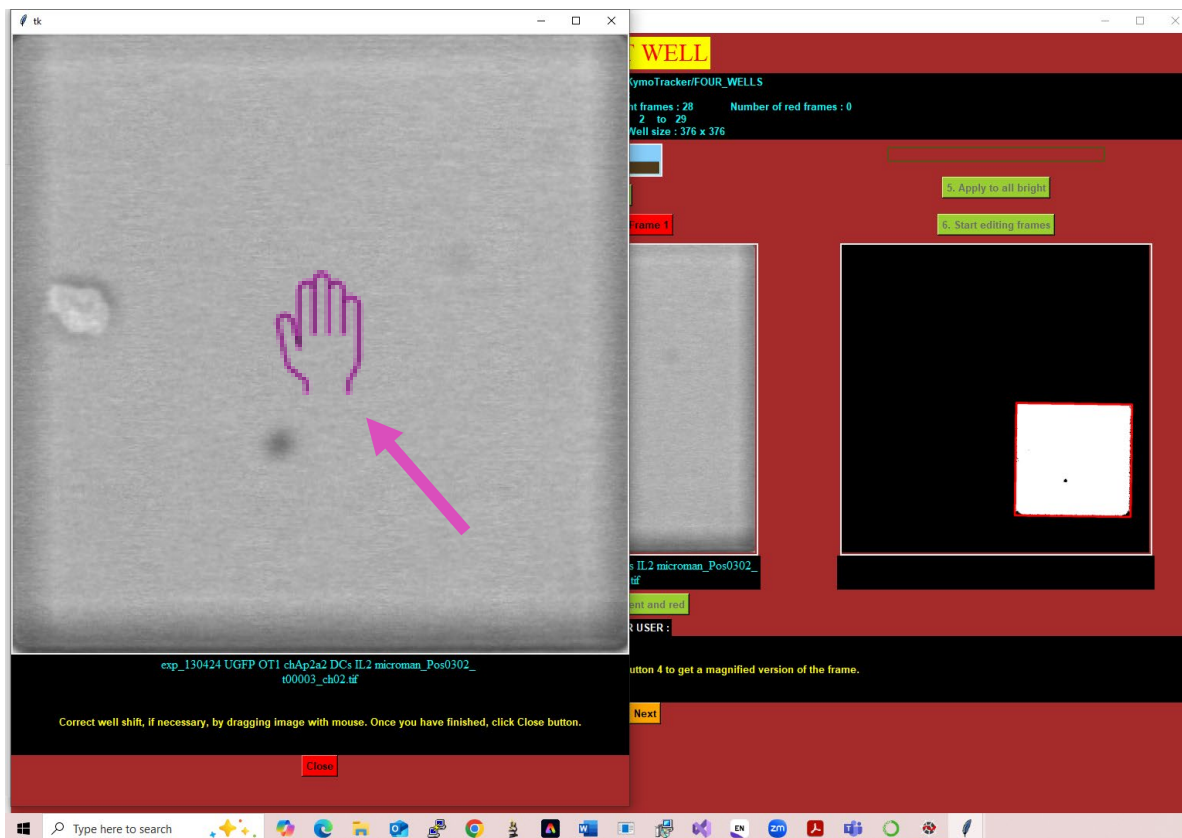 tk
WELL
KymoTracker/FOUR_WELLS
frames : 28 Number of red frames : 0
2 to 29
Well size : 376 x 376
5. Apply to all bright
Frame 1
6. Start editing frames
exp_130424 UGFP OT1 chAp2a2 DCs IL2 microman_Pos0302_
t00003_ch02.tif
IL2 microman_Pos0302_
tif
and red
USER :
button 4 to get a magnified version of the frame.
Correct well shift, if necessary, by dragging image with mouse. Once you have finished, click Close button.
Next
Close
Type here to search
EN
zm